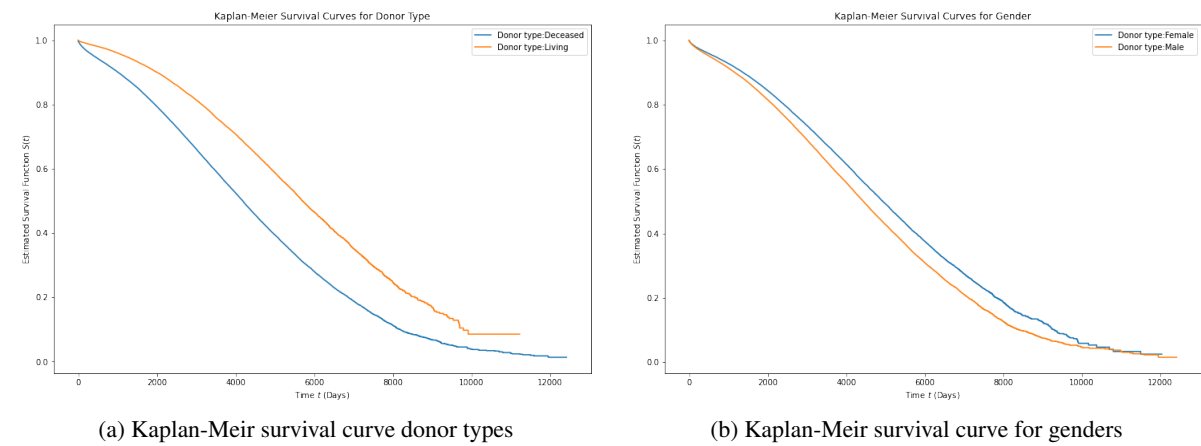 Kaplan-Meier Survival Curves for Donor Type
Donor type:Deceased
Donor type:Living
Estimated Survival Function S(t)
1.0
0.8
0.6
0.4
0.2
0.0
0 2000 4000 6000 8000 10000 12000
Time t (Days)
(a) Kaplan-Meir survival curve donor types
Kaplan-Meier Survival Curves for Gender
Donor type:Female
Donor type:Male
Estimated Survival Function S(t)
1.0
0.8
0.6
0.4
0.2
0.0
0 2000 4000 6000 8000 10000 12000
Time t (Days)
(b) Kaplan-Meir survival curve for genders